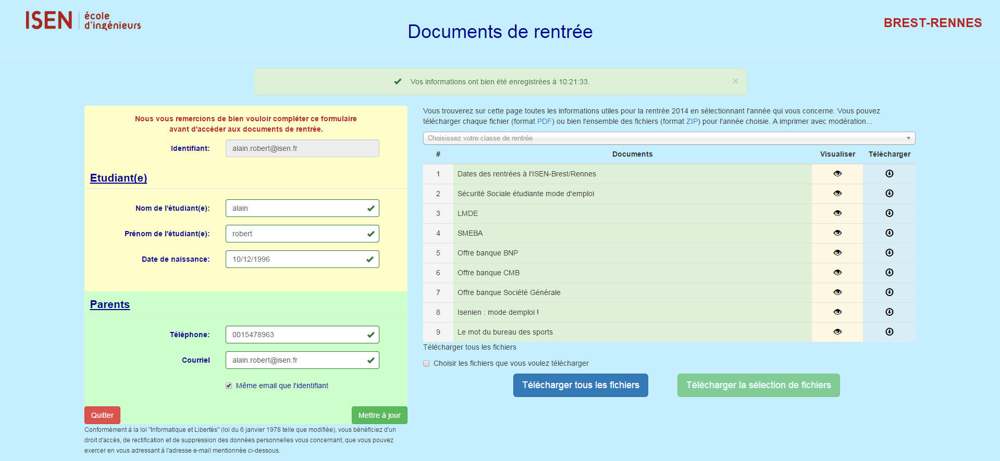 ISEN école
d'ingénieurs
Documents de rentrée
BREST-RENNES
Vos informations ont bien été enregistrées à 10:21:33.
×
Nous vous remercions de bien vouloir compléter ce formulaire
avant d'accéder aux documents de rentrée.
Identifiant: alain.robert@isen.fr
Etudiant(e)
Nom de l'étudiant(e): alain
Prénom de l'étudiant(e): robert
Date de naissance: 10/12/1996
Parents
Téléphone: 0015478963
Courriel alain.robert@isen.fr
Même email que l'identifiant
Quitter Mettre à jour
Conformément à la loi "Informatique et Libertés" (loi du 6 janvier 1978 telle que modifiée), vous bénéficiez d'un
droit d'accès, de rectification et de suppression des données personnelles vous concernant, que vous pouvez
exercer en vous adressant à l'adresse e-mail mentionnée ci-dessous.
Vous trouverez sur cette page toutes les informations utiles pour la rentrée 2014 en sélectionnant l'année qui vous concerne. Vous pouvez
télécharger chaque fichier (format PDF) ou bien l'ensemble des fichiers (format ZIP) pour l'année choisie. A imprimer avec modération...
Choisissez votre classe de rentrée
# Documents Visualiser Télécharger
1 Dates des rentrées à l'ISEN-Brest/Rennes
2 Sécurité Sociale étudiante mode d'emploi
3 LMDE
4 SMEBA
5 Offre banque BNP
6 Offre banque CMB
7 Offre banque Société Générale
8 Isenien : mode demploi !
9 Le mot du bureau des sports
Télécharger tous les fichiers
Choisir les fichiers que vous voulez télécharger
Télécharger tous les fichiers Télécharger la sélection de fichiers